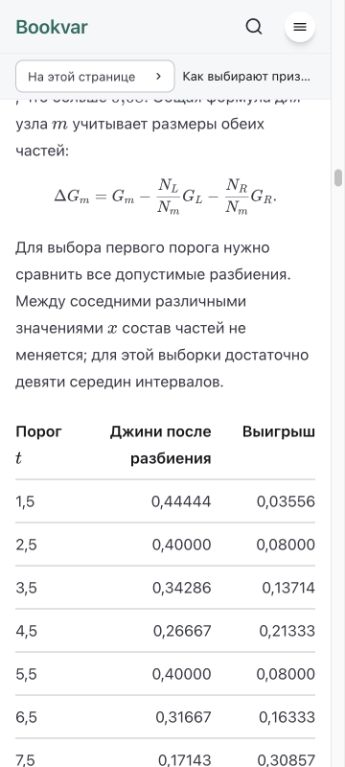 Bookvar
На этой странице
Как выбирают приз...
что больше Общая формула для
узла m учитывает размеры обеих
частей:
ΔG_m = G_m − N_L/N_m G_L − N_R/N_m G_R.
Для выбора первого порога нужно
сравнить все допустимые разбиения.
Между соседними различными
значениями x состав частей не
меняется; для этой выборки достаточно
девяти середин интервалов.
Порог t Джини после разбиения Выигрыш
1,5 0,44444 0,03556
2,5 0,40000 0,08000
3,5 0,34286 0,13714
4,5 0,26667 0,21333
5,5 0,40000 0,08000
6,5 0,31667 0,16333
7,5 0,17143 0,30857